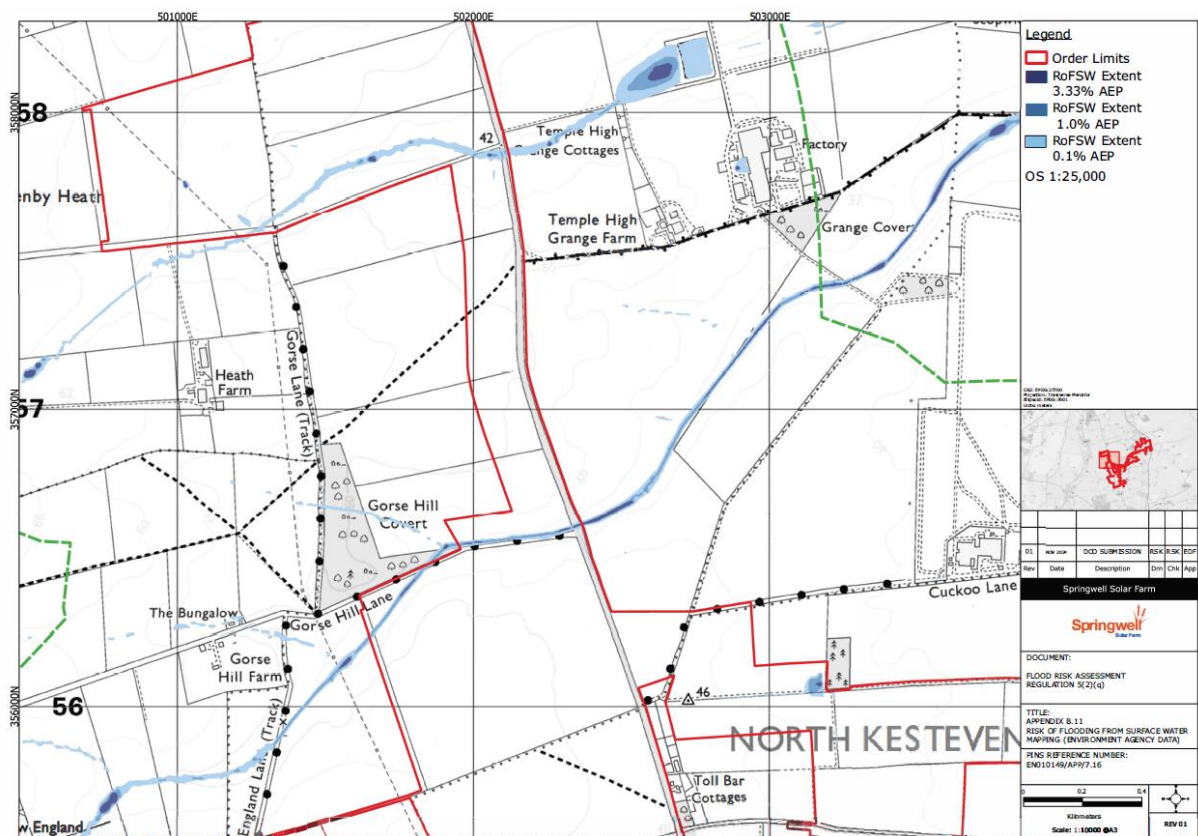 501000E
502000E
503000E
358000N
58
42
Temple High
Grange Cottages
Factory
enby Heath
37
Temple High
Grange Farm
Grange Covert
Gorse Lane (Track)
Heath
Farm
62
357000N
57
Gorse Hill
Covert
The Bungalow
Gorse Hill Lane
Gorse
Hill Farm
Cuckoo Lane
46
356000N
56
NORTH KESTEVEN
England Lane (Track)
Toll Bar
Cottages
w England
Legend
Order Limits
RoFSW Extent
3.33% AEP
RoFSW Extent
1.0% AEP
RoFSW Extent
0.1% AEP
OS 1:25,000
01 NOV 2024 DCO SUBMISSION RSK RSK EDP
Rev Date Description Drn Chk App
Springwell Solar Farm
Springwell
Solar Farm
DOCUMENT:
FLOOD RISK ASSESSMENT
REGULATION 5(2)(q)
TITLE:
APPENDIX B.11
RISK OF FLOODING FROM SURFACE WATER
MAPPING (ENVIRONMENT AGENCY DATA)
PINS REFERENCE NUMBER:
EN010149/APP/7.16
0 0.2 0.4
Kilometers
Scale: 1:10000 @A3
REV 01